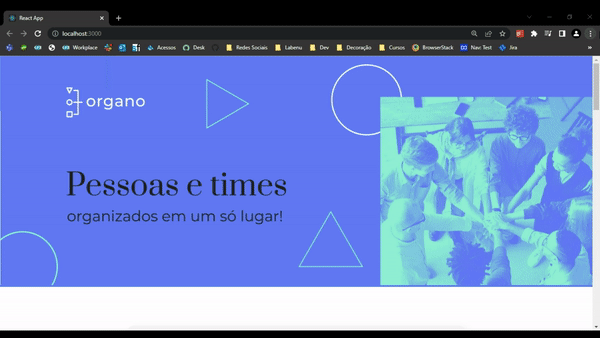 React App
localhost:3000
Workplace
Acessos
Desk
Redes Sociais
Labenu
Dev
Decoração
Cursos
BrowserStack
Navi Test
Jira
organo
Pessoas e times
organizados em um só lugar!